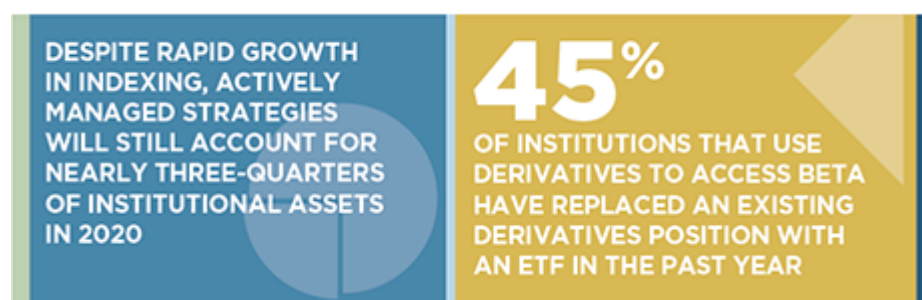 DESPITE RAPID GROWTH
IN INDEXING, ACTIVELY
MANAGED STRATEGIES
WILL STILL ACCOUNT FOR
NEARLY THREE-QUARTERS
OF INSTITUTIONAL ASSETS
IN 2020
45%
OF INSTITUTIONS THAT USE
DERIVATIVES TO ACCESS BETA
HAVE REPLACED AN EXISTING
DERIVATIVES POSITION WITH
AN ETF IN THE PAST YEAR